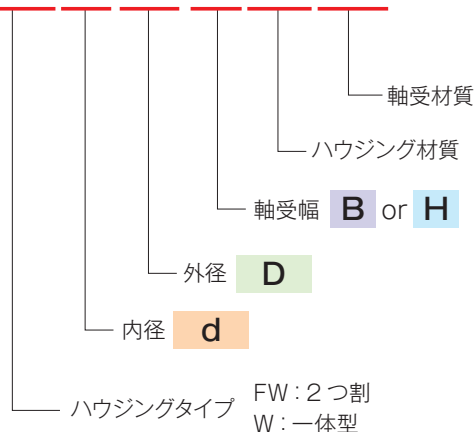 軸受材質
ハウジング材質
軸受幅 B or H
外径 D
内径 d
ハウジングタイプ FW：2つ割
W：一体型